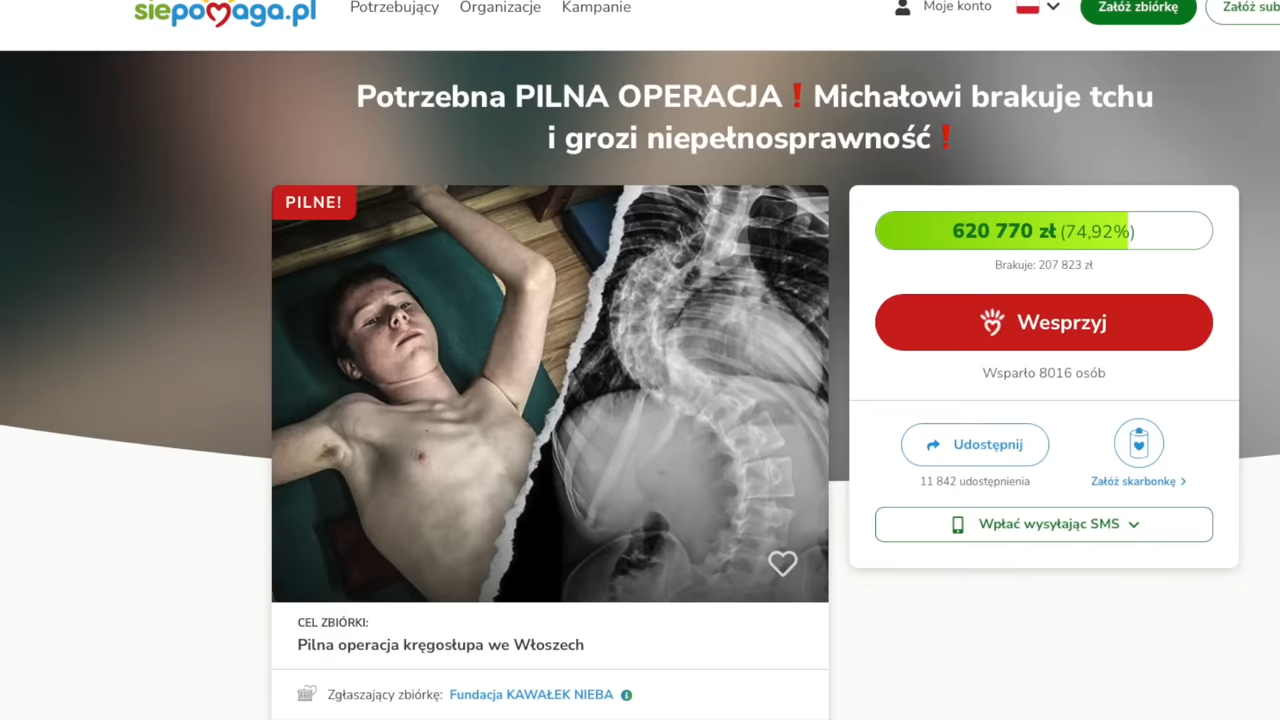 siepomaga.pl
Potrzebujący Organizacje Kampanie
Moje konto
Załóż zbiórkę
Załóż sub
Potrzebna PILNA OPERACJA❗ Michałowi brakuje tchu
i grozi niepełnosprawność❗
PILNE!
620 770 zł (74,92%)
Brakuje: 207 823 zł
Wesprzyj
Wsparło 8016 osób
Udostępnij
11 842 udostępnienia
Załóż skarbonkę
Wpłać wysyłając SMS
CEL ZBIÓRKI:
Pilna operacja kręgosłupa we Włoszech
Zgłaszający zbiórkę: Fundacja KAWAŁEK NIEBA